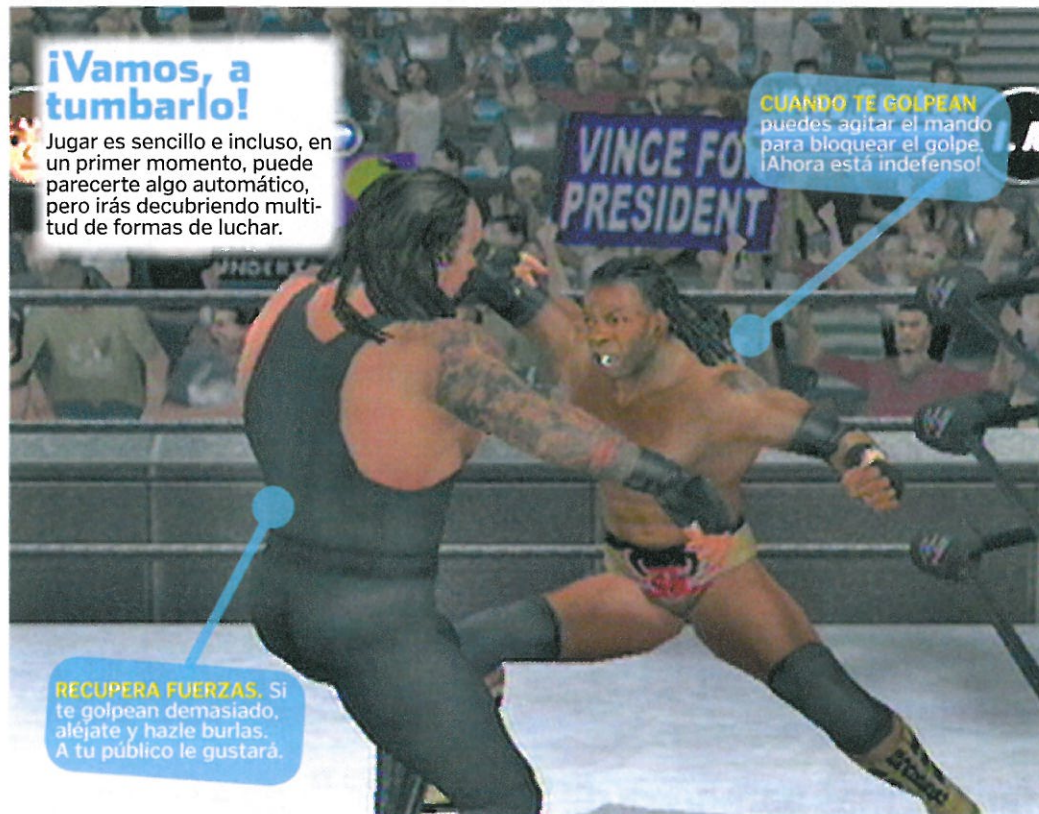 ¡Vamos, a
tumbarlo!
Jugar es sencillo e incluso, en
un primer momento, puede
parecerte algo automático,
pero irás decubriendo multi-
tud de formas de luchar.
CUANDO TE GOLPEAN
puedes agitar el mando
para bloquear el golpe.
¡Ahora está indefenso!
VINCE FO
PRESIDENT
RECUPERA FUERZAS. Si
te golpean demasiado,
aléjate y hazle burlas.
A tu público le gustará.